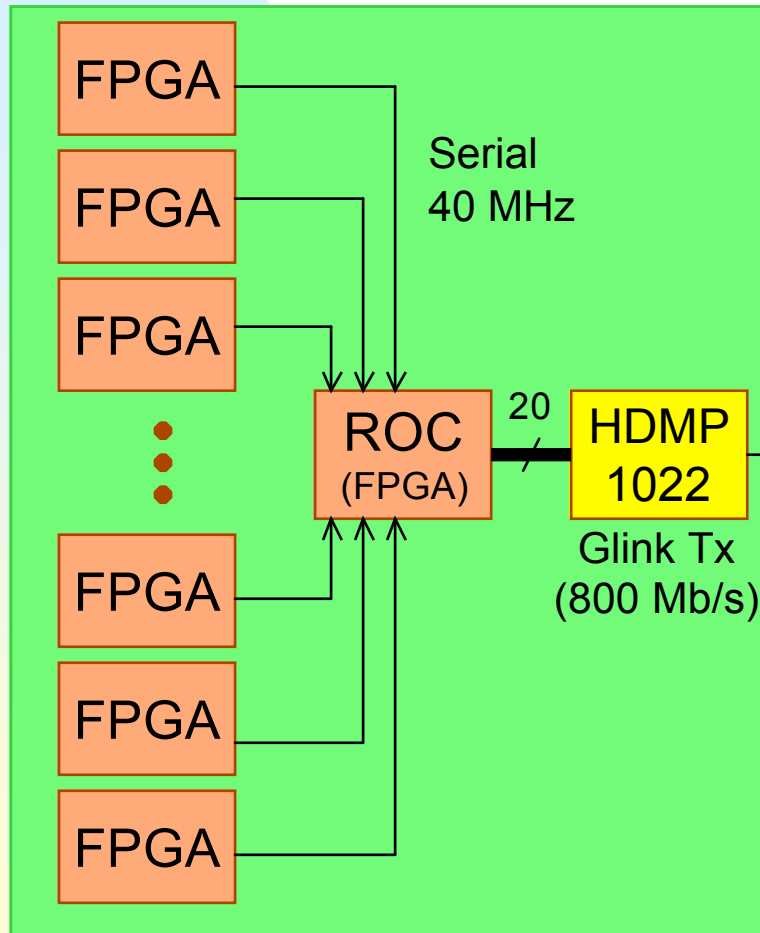 FPGA
Serial
40 MHz
FPGA
FPGA
ROC
(FPGA)
20
HDMP
1022
Glink Tx
(800 Mb/s)
FPGA
FPGA
FPGA